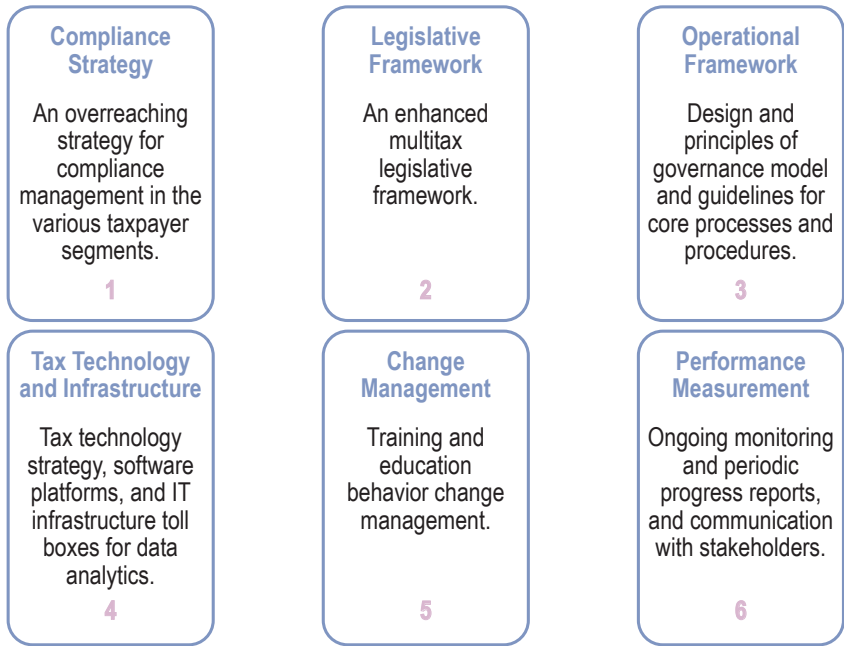 Compliance
Strategy
An overreaching
strategy for
compliance
management in the
various taxpayer
segments.
1
Legislative
Framework
An enhanced
multitax
legislative
framework.
2
Operational
Framework
Design and
principles of
governance model
and guidelines for
core processes and
procedures.
3
Tax Technology
and Infrastructure
Tax technology
strategy, software
platforms, and IT
infrastructure toll
boxes for data
analytics.
4
Change
Management
Training and
education
behavior change
management.
5
Performance
Measurement
Ongoing monitoring
and periodic
progress reports,
and communication
with stakeholders.
6